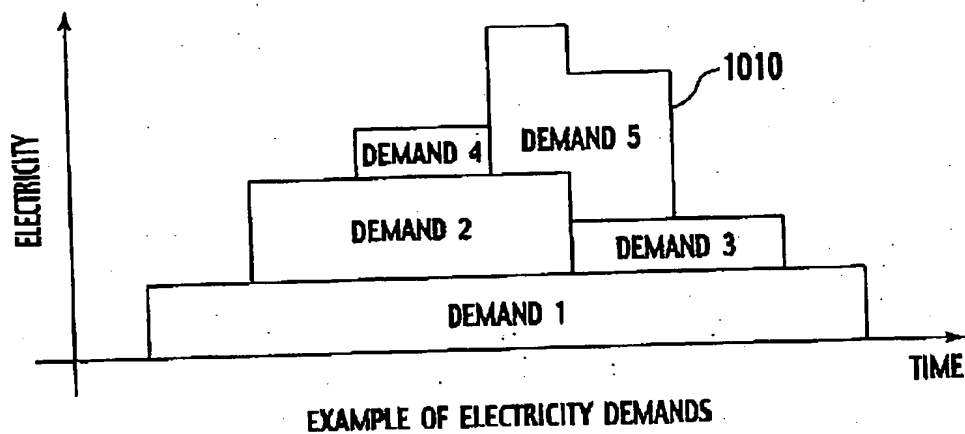 1010
DEMAND 4
DEMAND 5
ELECTRICITY
DEMAND 2
DEMAND 3
DEMAND 1
TIME
EXAMPLE OF ELECTRICITY DEMANDS